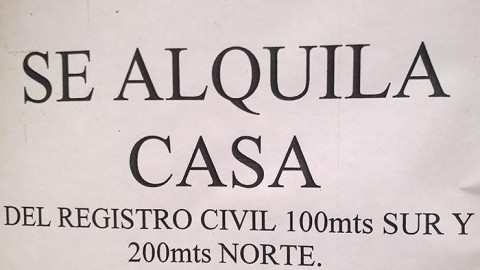 SE ALQUILA
CASA
DEL REGISTRO CIVIL 100mts SUR Y
200mts NORTE.